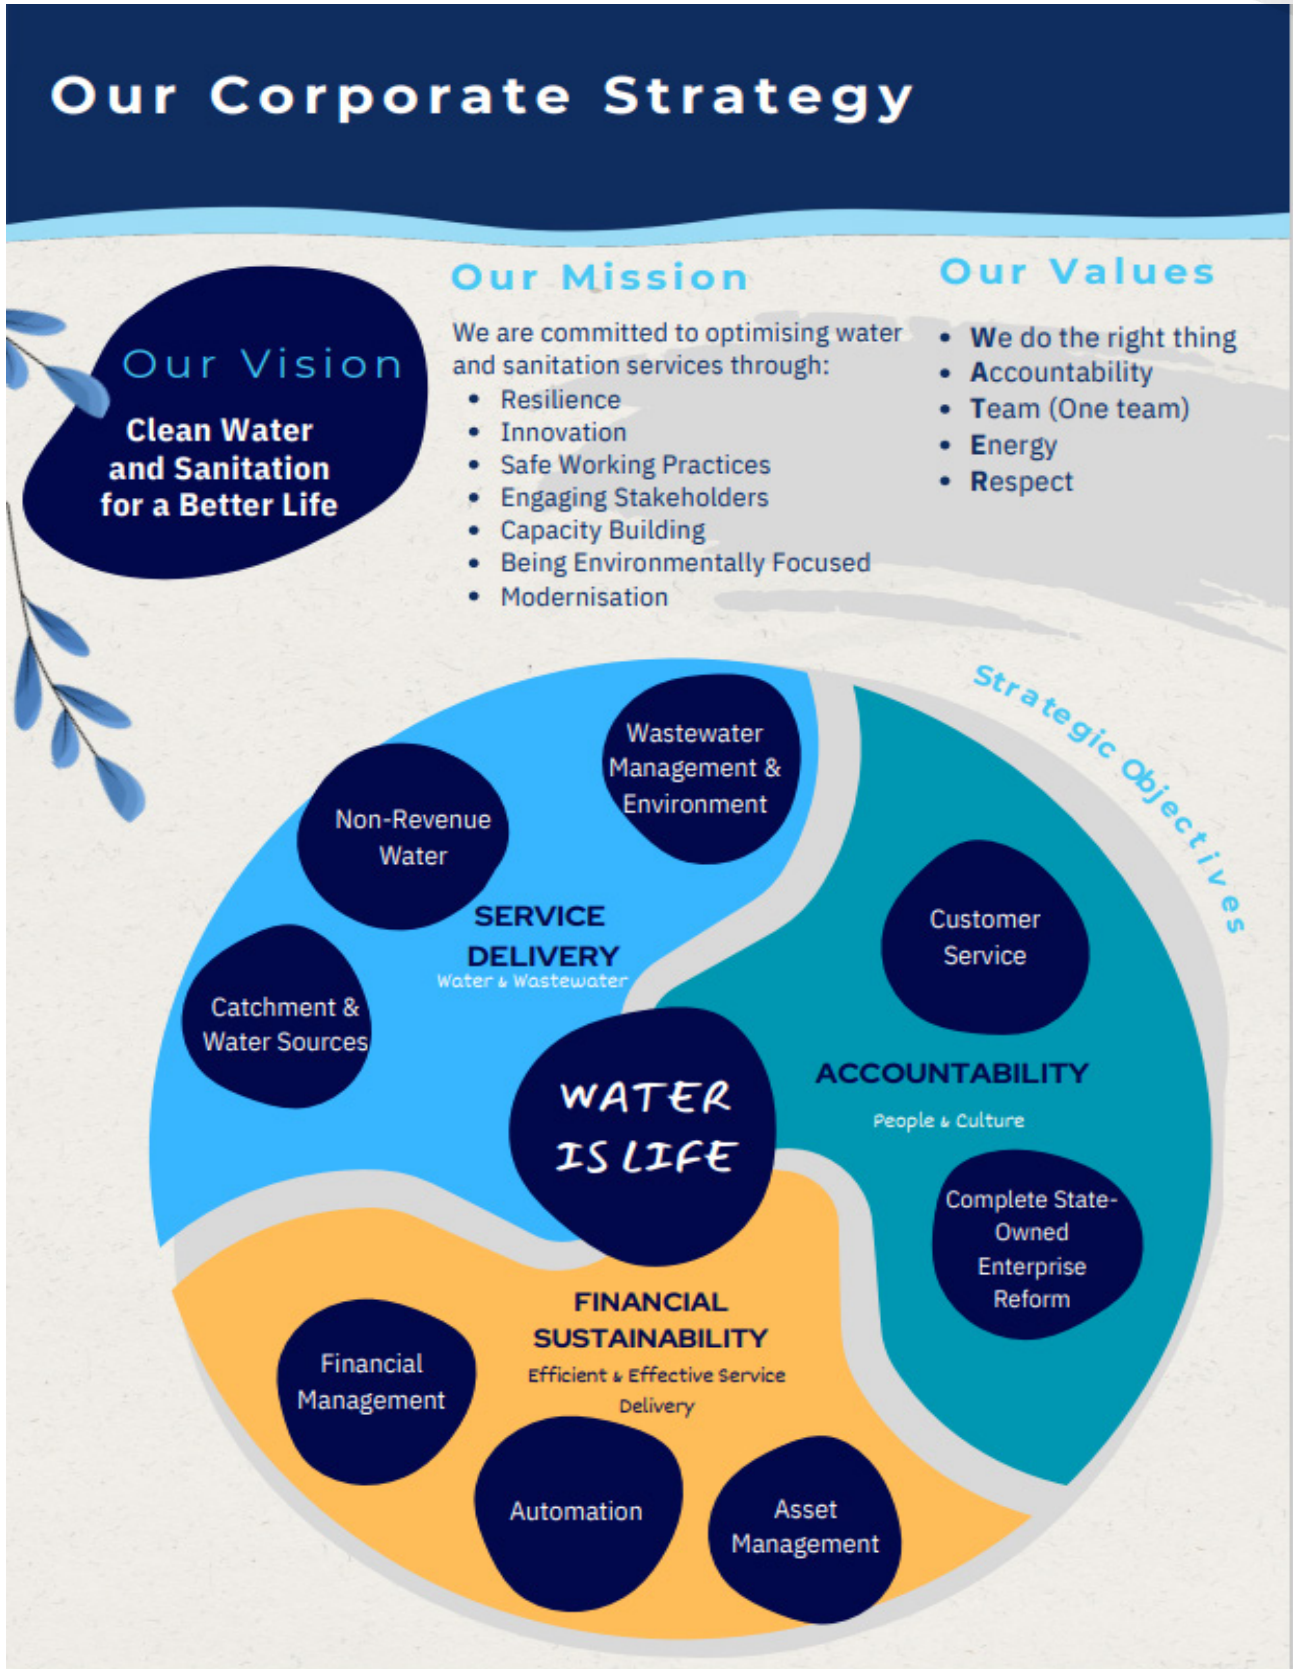 Our Corporate Strategy
Our Vision
Clean Water
and Sanitation
for a Better Life
Our Mission
We are committed to optimising water
and sanitation services through:
• Resilience
• Innovation
• Safe Working Practices
• Engaging Stakeholders
• Capacity Building
• Being Environmentally Focused
• Modernisation
Our Values
• We do the right thing
• Accountability
• Team (One team)
• Energy
• Respect
Strategic Objectives
Wastewater
Management &
Environment
Non-Revenue
Water
SERVICE
DELIVERY
Water & Wastewater
Catchment &
Water Sources
Customer
Service
ACCOUNTABILITY
People & Culture
Complete State-
Owned
Enterprise
Reform
WATER
IS LIFE
FINANCIAL
SUSTAINABILITY
Efficient & Effective Service
Delivery
Financial
Management
Automation
Asset
Management